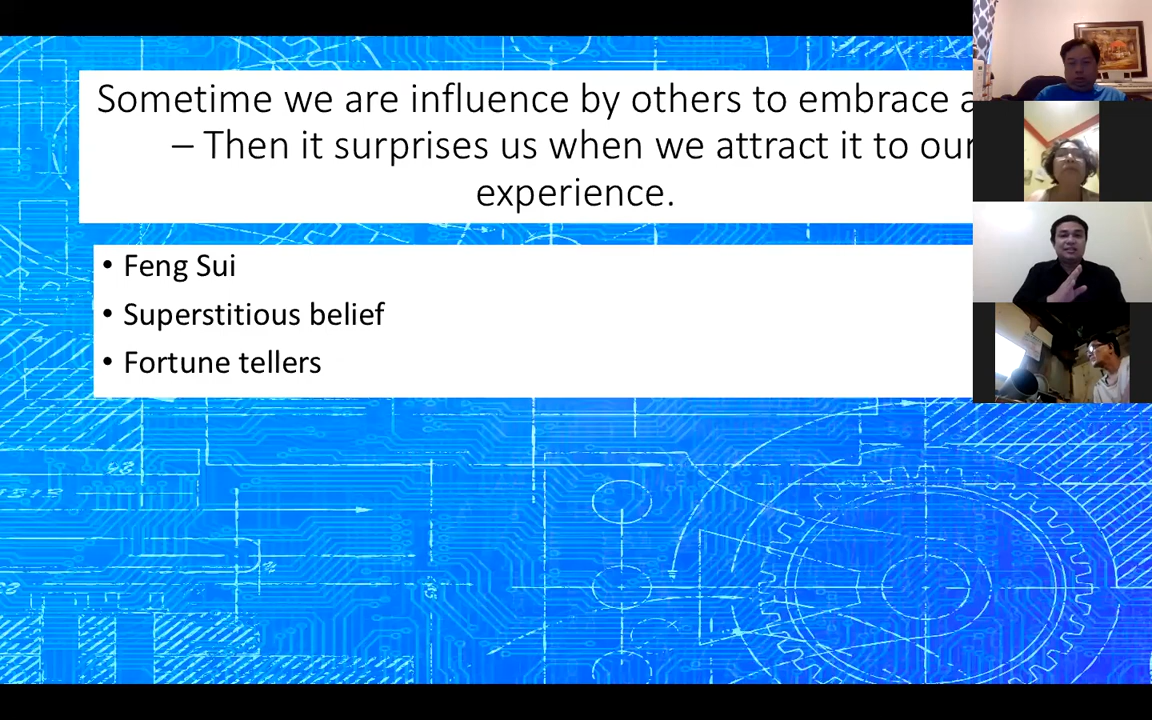 Sometime we are influence by others to embrace
– Then it surprises us when we attract it to our
experience.
• Feng Sui
• Superstitious belief
• Fortune tellers